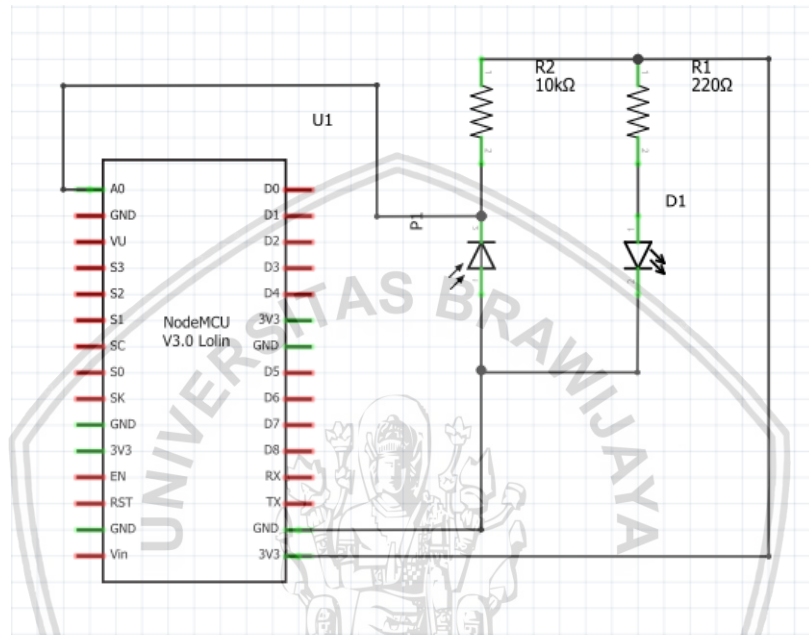 R2
10kΩ
R1
220Ω
U1
D1
P1
A0
GND
VU
S3
S2
S1
SC
S0
SK
GND
3V3
EN
RST
GND
Vin
NodeMCU
V3.0 Lolin
D0
D1
D2
D3
D4
3V3
GND
D5
D6
D7
D8
RX
TX
GND
3V3
UNIVERSITAS BRAWIJAYA